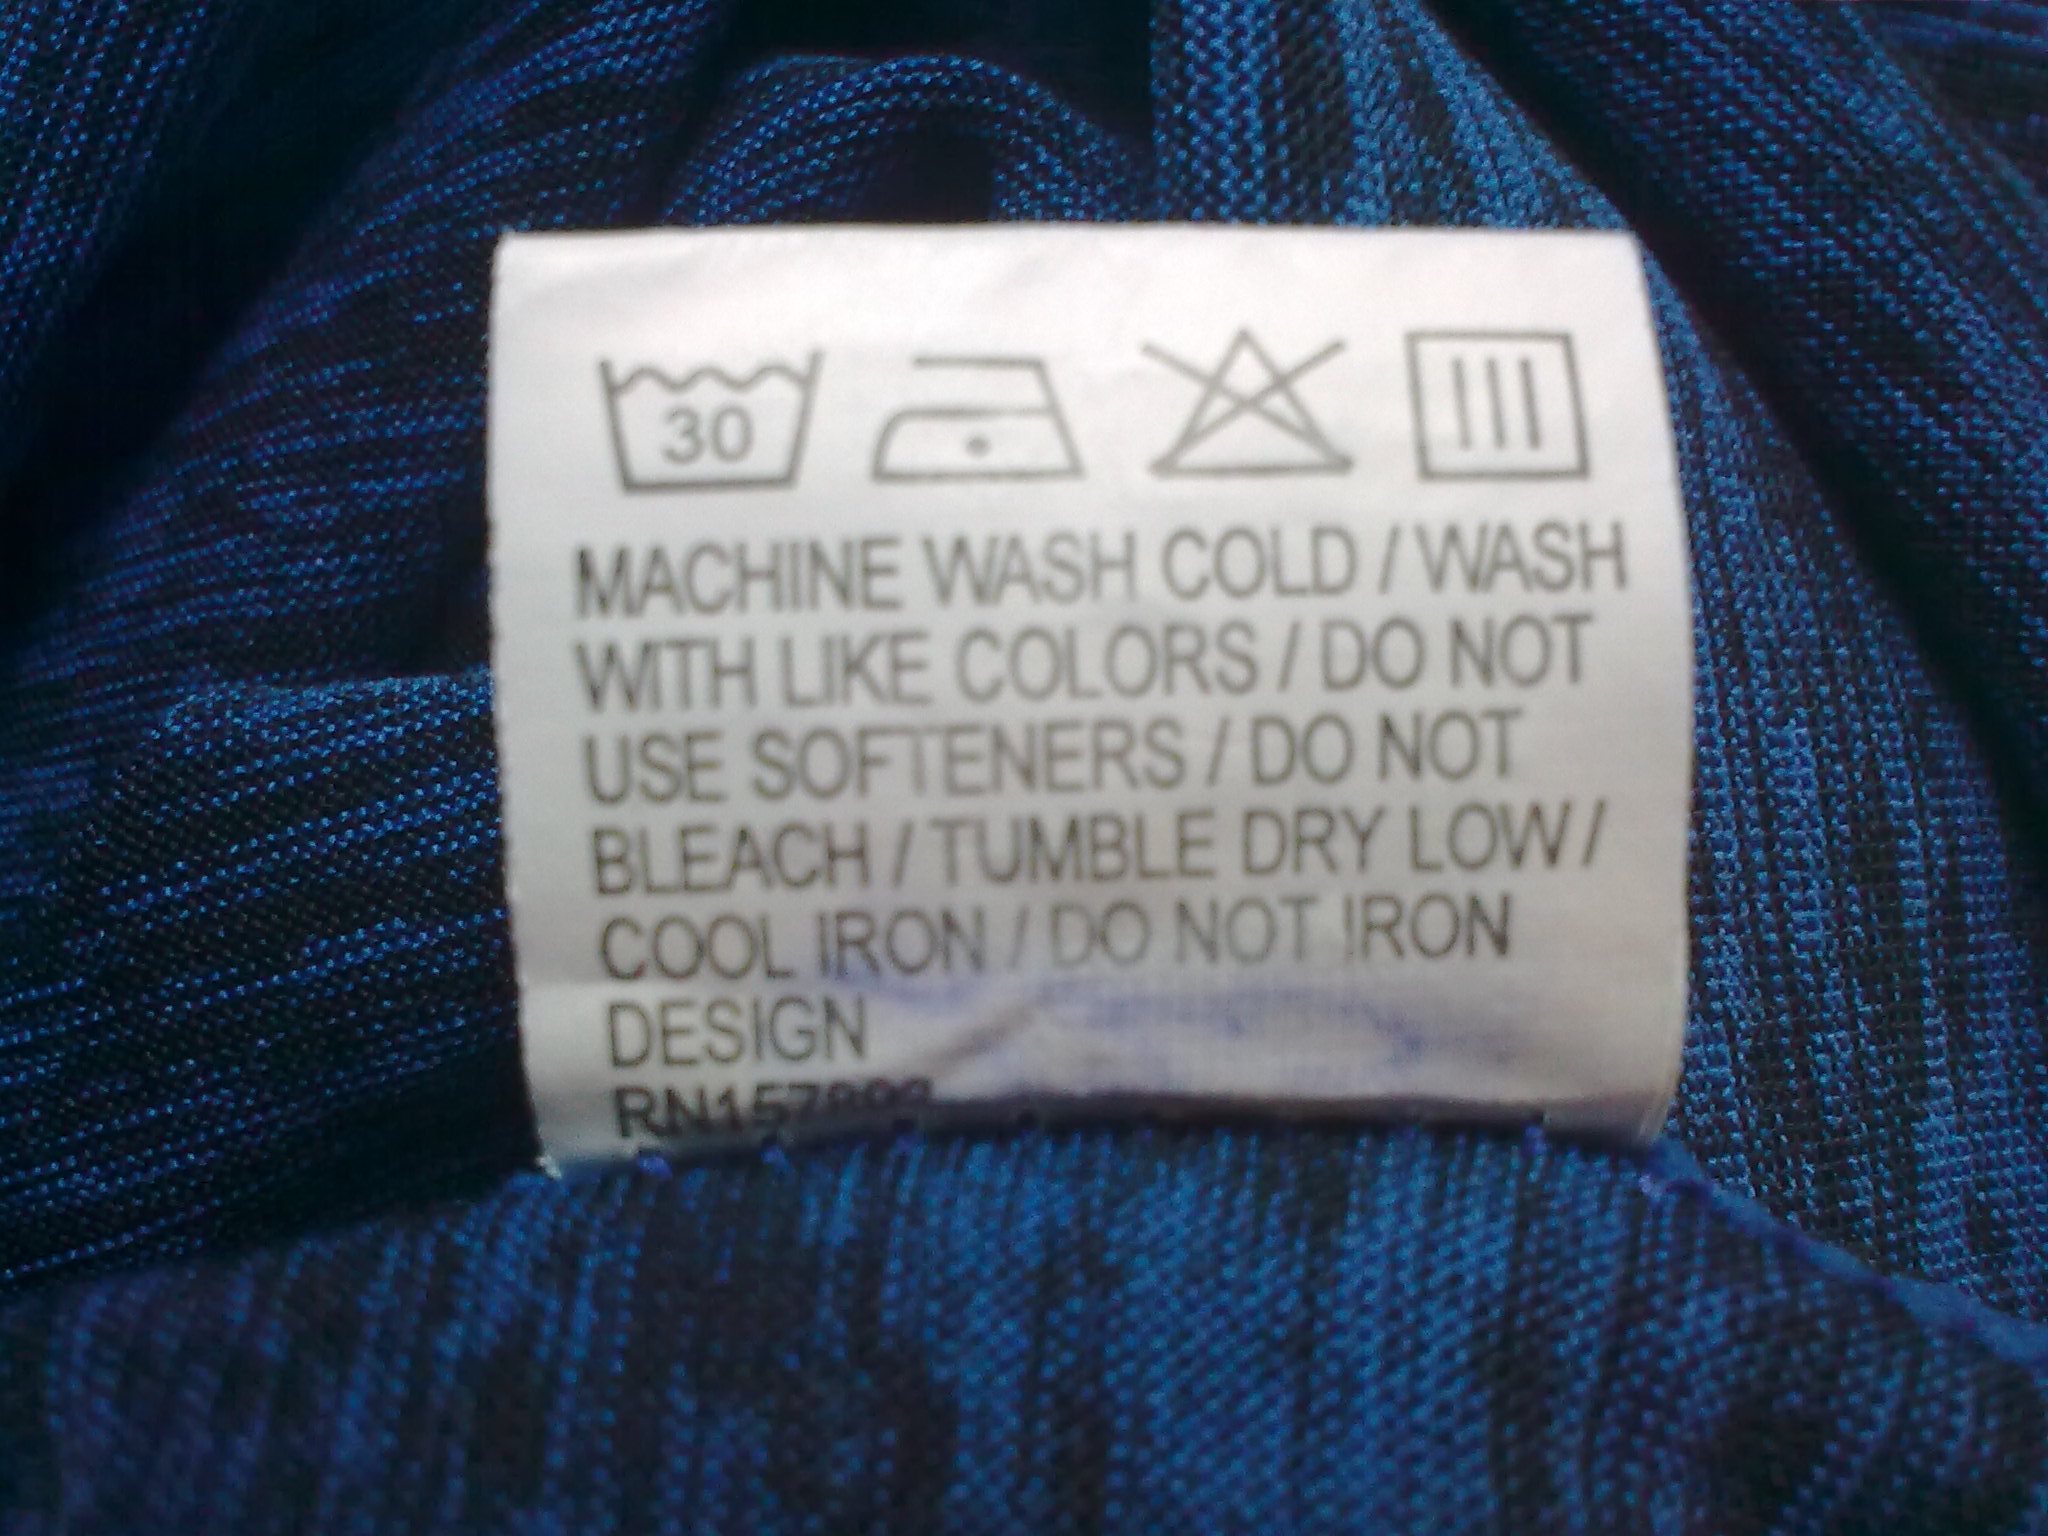 30
MACHINE WASH COLD / WASH
WITH LIKE COLORS / DO NOT
USE SOFTENERS / DO NOT
BLEACH / TUMBLE DRY LOW /
COOL IRON / DO NOT IRON
DESIGN